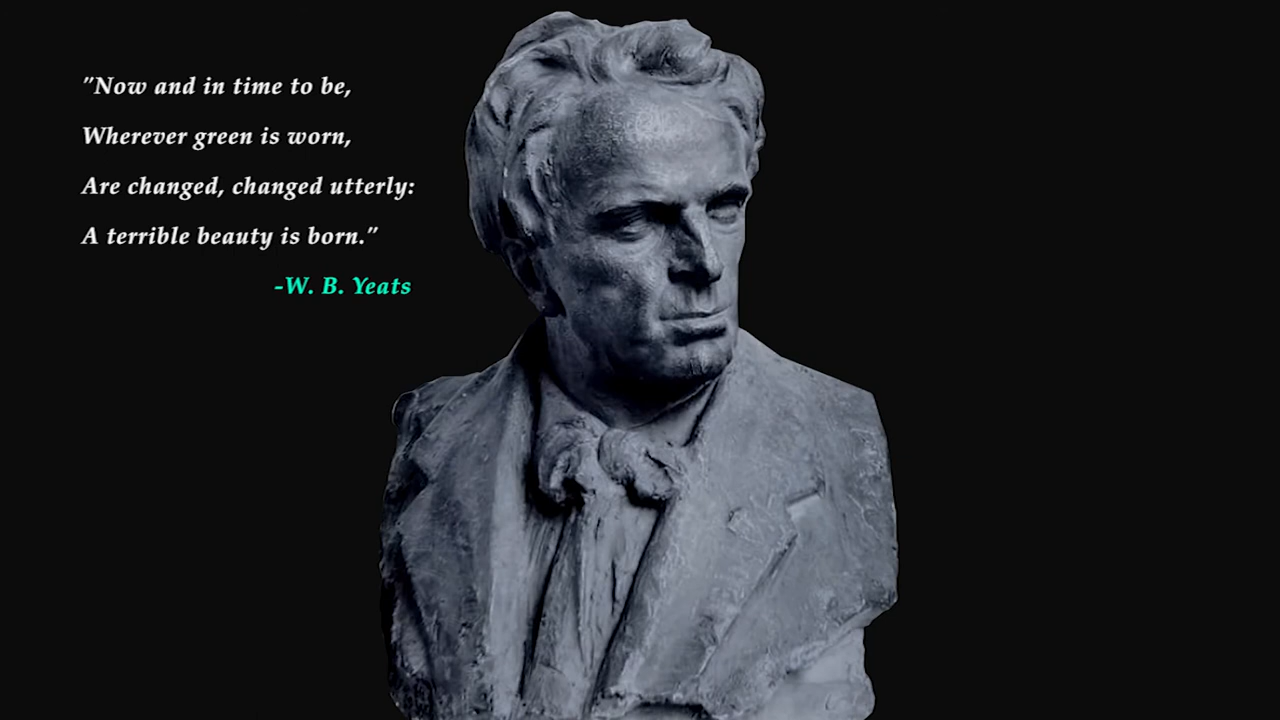 "Now and in time to be,
Wherever green is worn,
Are changed, changed utterly:
A terrible beauty is born."
-W. B. Yeats